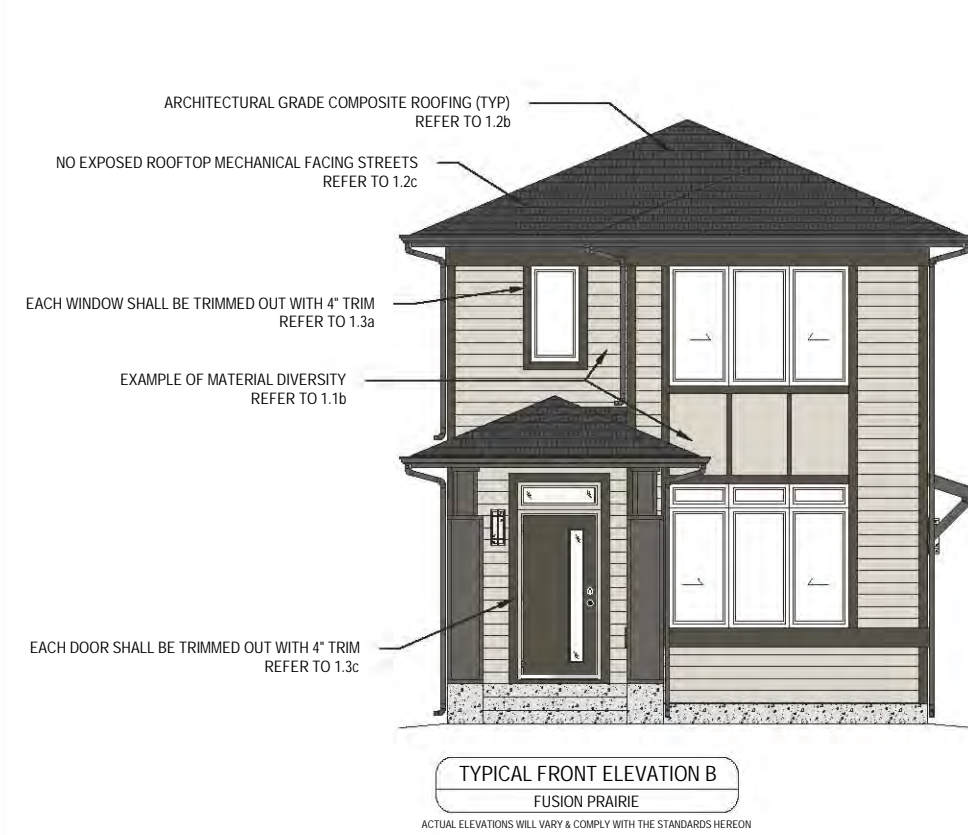 ARCHITECTURAL GRADE COMPOSITE ROOFING (TYP)
REFER TO 1.2b
NO EXPOSED ROOFTOP MECHANICAL FACING STREETS
REFER TO 1.2c
EACH WINDOW SHALL BE TRIMMED OUT WITH 4" TRIM
REFER TO 1.3a
EXAMPLE OF MATERIAL DIVERSITY
REFER TO 1.1b
EACH DOOR SHALL BE TRIMMED OUT WITH 4" TRIM
REFER TO 1.3c
TYPICAL FRONT ELEVATION B
FUSION PRAIRIE
ACTUAL ELEVATIONS WILL VARY & COMPLY WITH THE STANDARDS HEREON